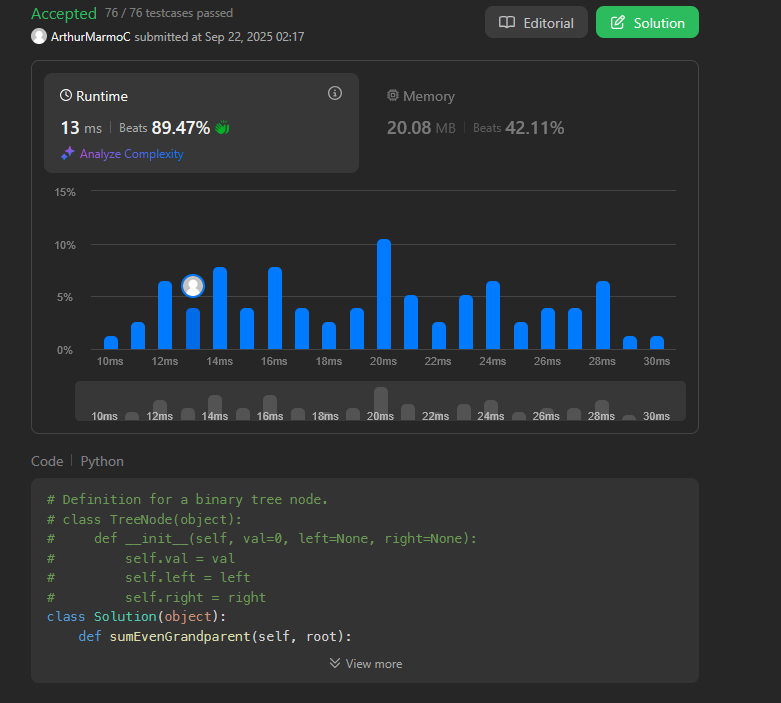 Accepted 76 / 76 testcases passed
Editorial
Solution
ArthurMarmoC submitted at Sep 22, 2025 02:17
Runtime
13 ms Beats 89.47%
Analyze Complexity
Memory
20.08 MB Beats 42.11%
15%
10%
5%
0%
10ms 12ms 14ms 16ms 18ms 20ms 22ms 24ms 26ms 28ms 30ms
10ms 12ms 14ms 16ms 18ms 20ms 22ms 24ms 26ms 28ms 30ms
Code Python
# Definition for a binary tree node.
# class TreeNode(object):
#     def __init__(self, val=0, left=None, right=None):
#         self.val = val
#         self.left = left
#         self.right = right
class Solution(object):
    def sumEvenGrandparent(self, root):
View more